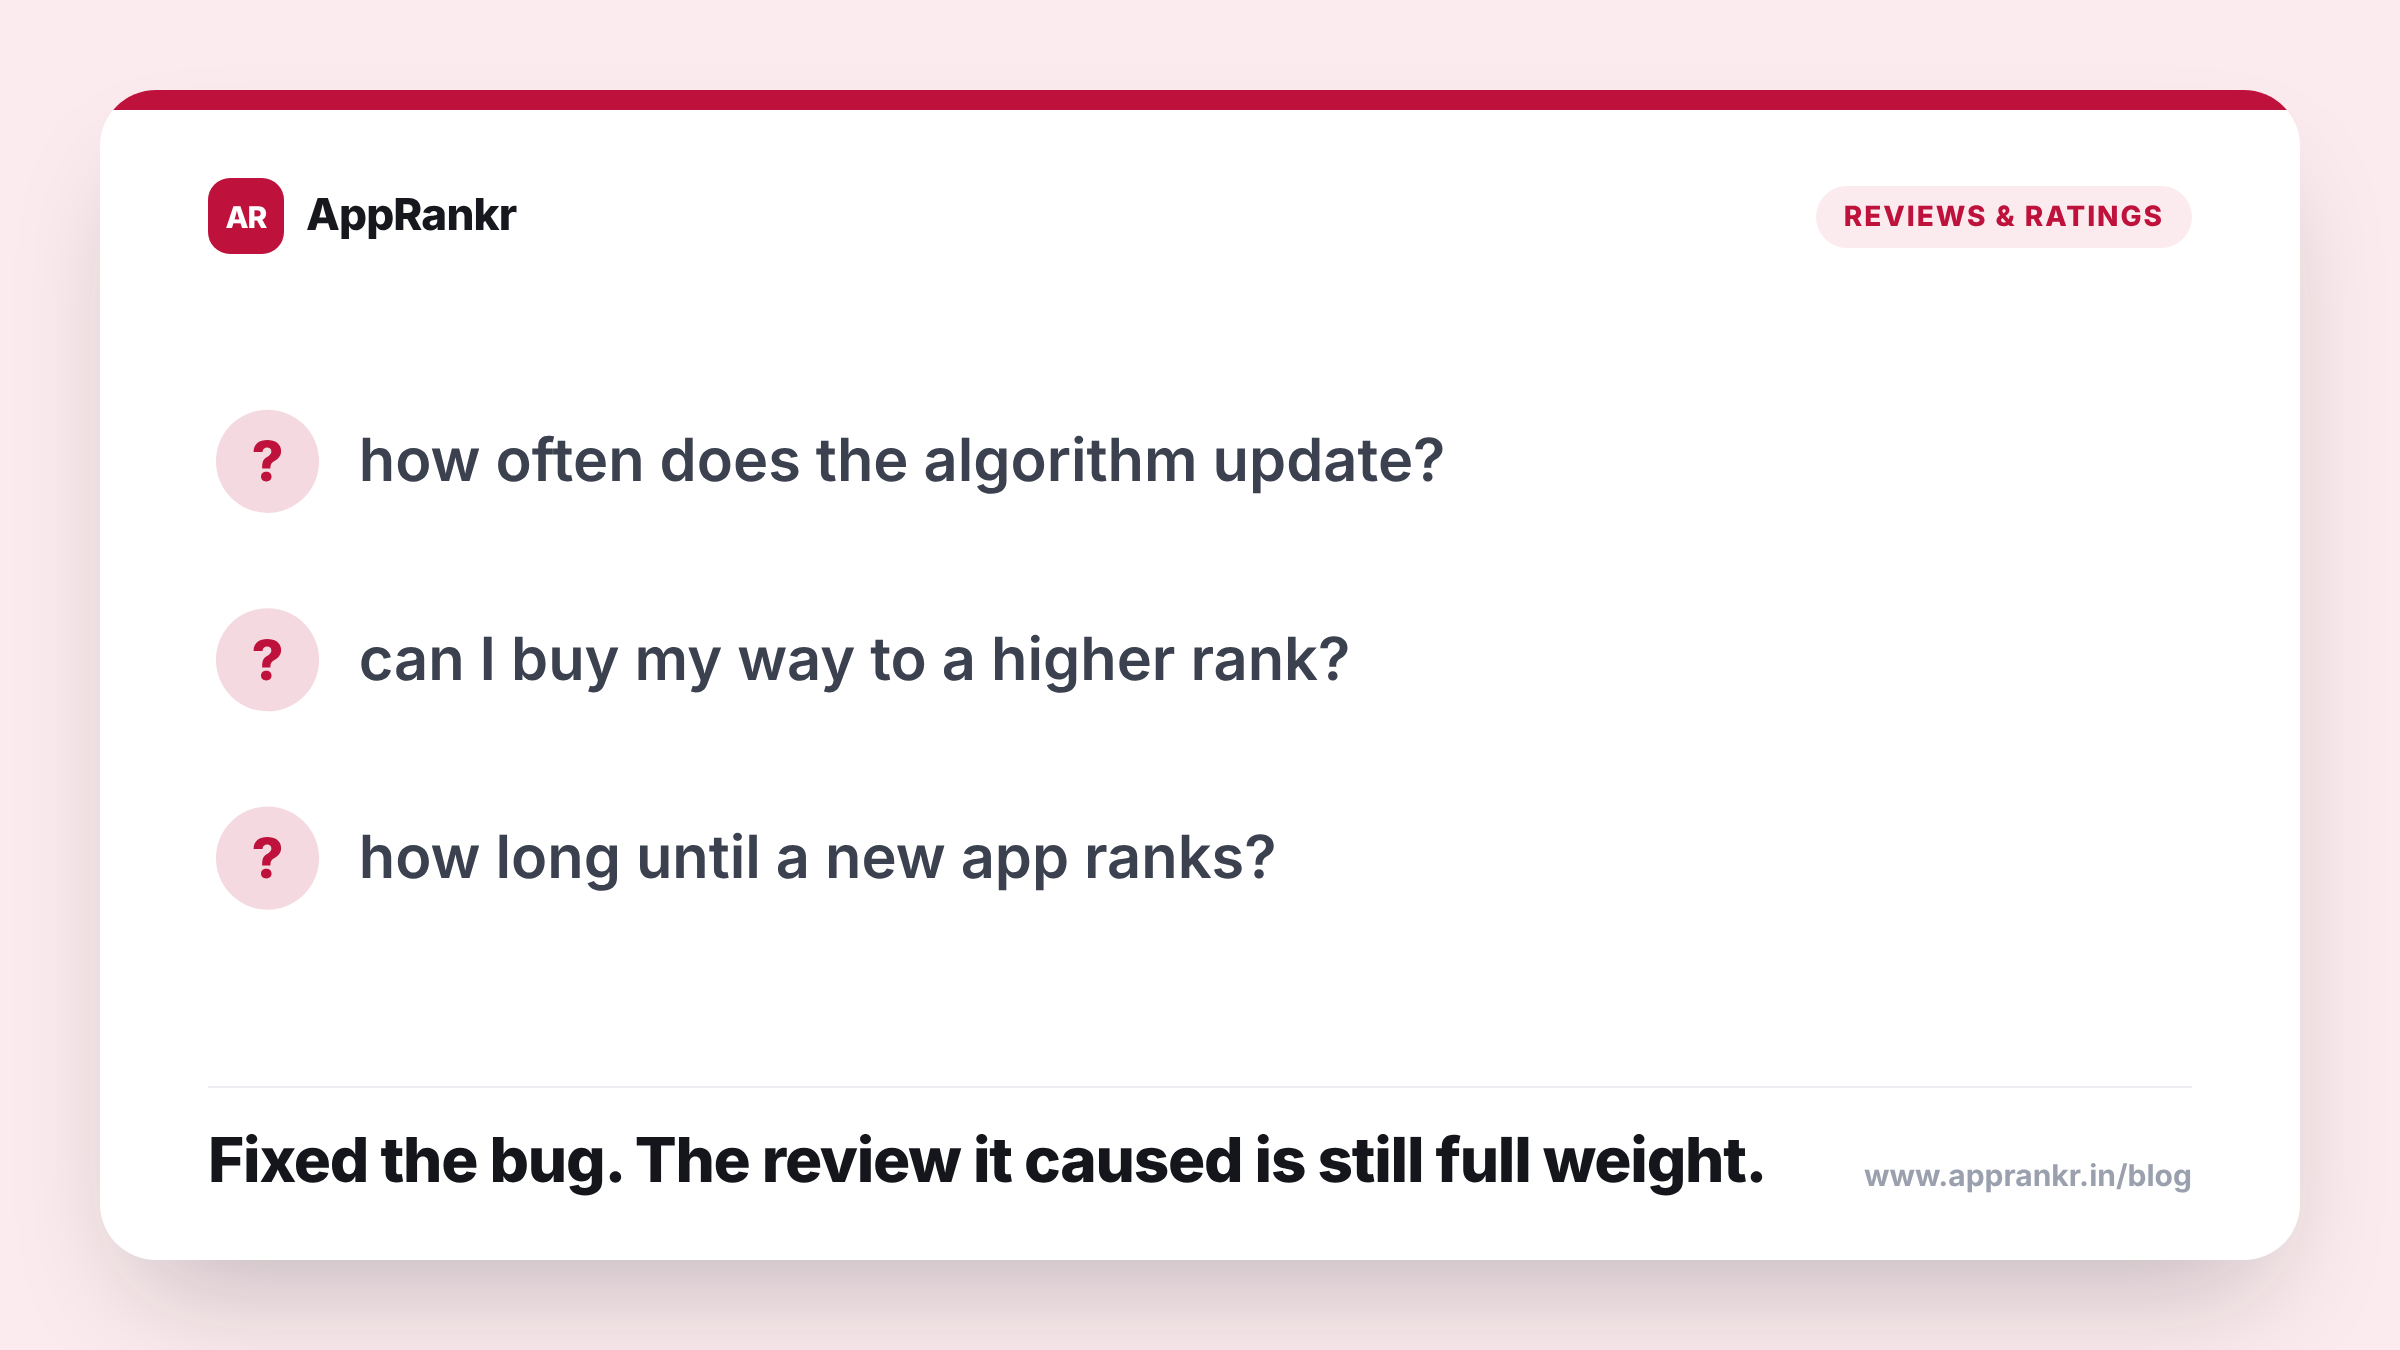 AR AppRankr
REVIEWS & RATINGS
? how often does the algorithm update?
? can I buy my way to a higher rank?
? how long until a new app ranks?
Fixed the bug. The review it caused is still full weight.
www.apprankr.in/blog